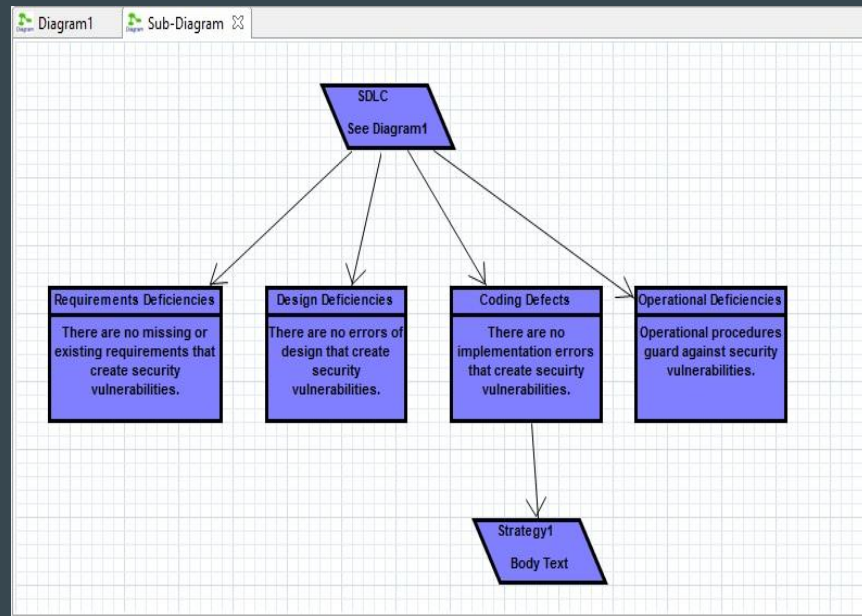 Diagram1
Sub-Diagram
SDLC
See Diagram1
Requirements Deficiencies
There are no missing or
existing requirements that
create security
vulnerabilities.
Design Deficiencies
There are no errors of
design that create
security
vulnerabilities.
Coding Defects
There are no
implementation errors
that create secuirty
vulnerabilities.
Operational Deficiencies
Operational procedures
guard against security
vulnerabilities.
Strategy1
Body Text